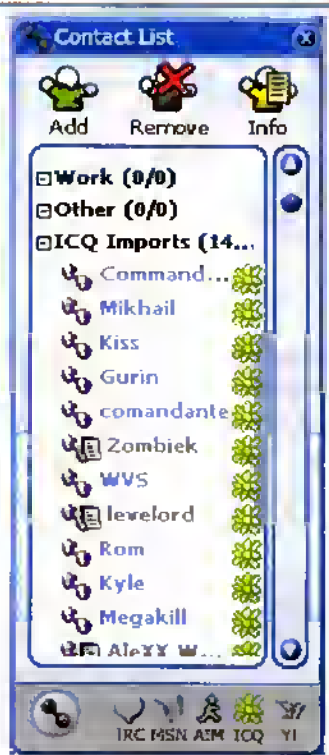 Contact List
Add Remove Info
Work (0/0)
Other (0/0)
ICQ Imports (14...
Command...
Mikhail
Kiss
Gurin
comandante
Zombiek
WVS
levelord
Rom
Kyle
Megakill
AleXX W...
IRC MSN AIM ICQ Y!